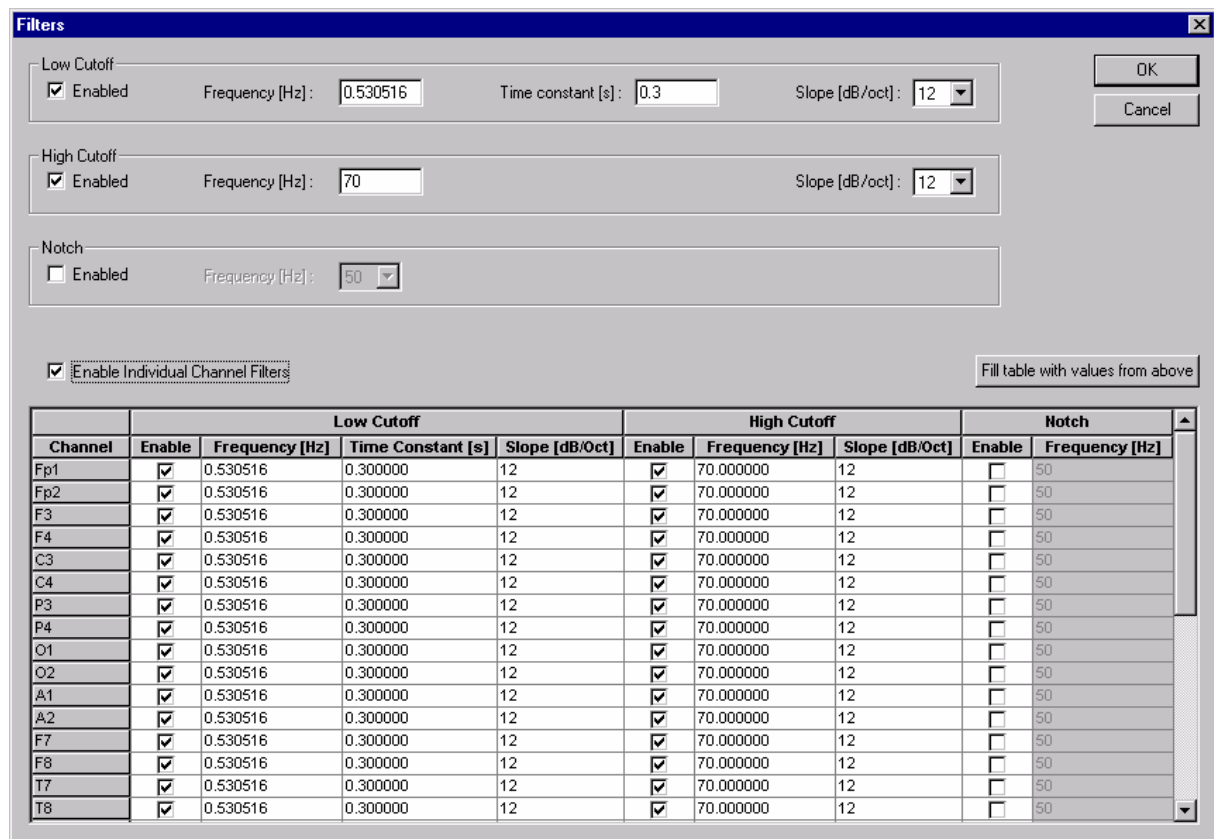 Filters
Low Cutoff
Enabled Frequency [Hz] : 0.530516 Time constant [s] : 0.3 Slope [dB/oct] : 12
OK
Cancel
High Cutoff
Enabled Frequency [Hz] : 70 Slope [dB/oct] : 12
Notch
Enabled Frequency [Hz] : 50
Enable Individual Channel Filters Fill table with values from above
Low Cutoff High Cutoff Notch
Channel Enable Frequency [Hz] Time Constant [s] Slope [dB/Oct] Enable Frequency [Hz] Slope [dB/Oct] Enable Frequency [Hz]
Fp1 0.530516 0.300000 12 70.000000 12 50
Fp2 0.530516 0.300000 12 70.000000 12 50
F3 0.530516 0.300000 12 70.000000 12 50
F4 0.530516 0.300000 12 70.000000 12 50
C3 0.530516 0.300000 12 70.000000 12 50
C4 0.530516 0.300000 12 70.000000 12 50
P3 0.530516 0.300000 12 70.000000 12 50
P4 0.530516 0.300000 12 70.000000 12 50
O1 0.530516 0.300000 12 70.000000 12 50
O2 0.530516 0.300000 12 70.000000 12 50
A1 0.530516 0.300000 12 70.000000 12 50
A2 0.530516 0.300000 12 70.000000 12 50
F7 0.530516 0.300000 12 70.000000 12 50
F8 0.530516 0.300000 12 70.000000 12 50
T7 0.530516 0.300000 12 70.000000 12 50
T8 0.530516 0.300000 12 70.000000 12 50